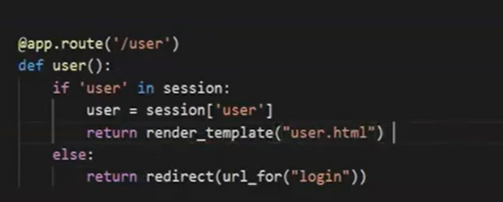 @app.route('/user')
def user():
    if 'user' in session:
        user = session['user']
        return render_template("user.html")
    else:
        return redirect(url_for("login"))